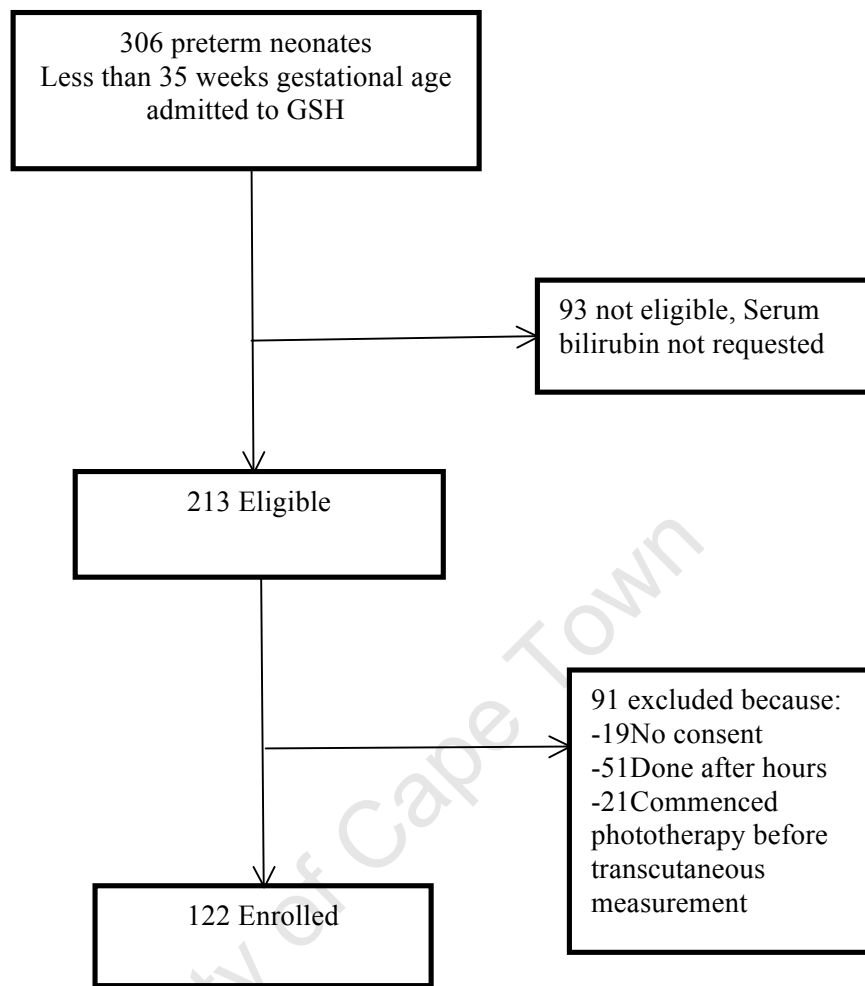 306 preterm neonates
Less than 35 weeks gestational age
admitted to GSH
93 not eligible, Serum
bilirubin not requested
213 Eligible
91 excluded because:
-19No consent
-51Done after hours
-21Commenced
phototherapy before
transcutaneous
measurement
122 Enrolled
of Cape Town